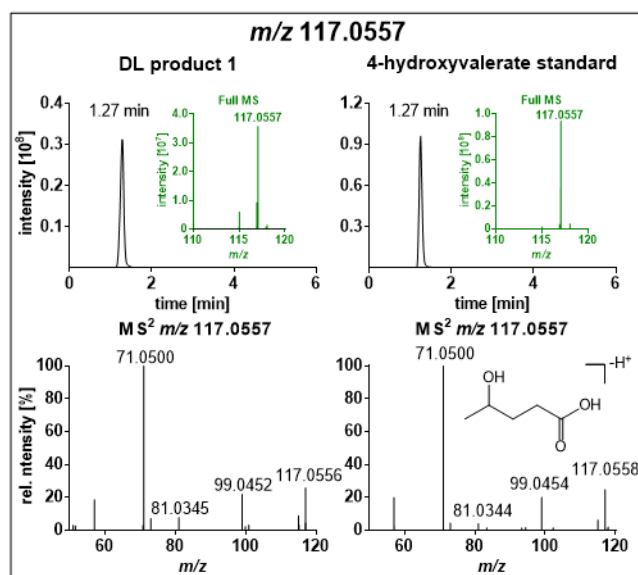 m/z 117.0557
DL product 1
4-hydroxyvalerate standard
0.4
0.3
0.2
0.1
intensity [10⁸]
1.27 min
Full MS
117.0557
4.0
3.0
2.0
1.0
0
intensity [10⁷]
110 115 120
m/z
0 2 4 6
time [min]
1.2
0.9
0.6
0.3
1.27 min
Full MS
117.0557
1.0
0.8
0.6
0.4
0.2
0
intensity [10⁸]
110 115 120
m/z
0 2 4 6
time [min]
MS² m/z 117.0557
100
80
60
40
20
0
rel. ntensity [%]
71.0500
81.0345
99.0452
117.0556
60 80 100 120
m/z
MS² m/z 117.0557
100
80
60
40
20
0
71.0500
81.0344
99.0454
117.0558
OH
OH
O
-H⁺
60 80 100 120
m/z